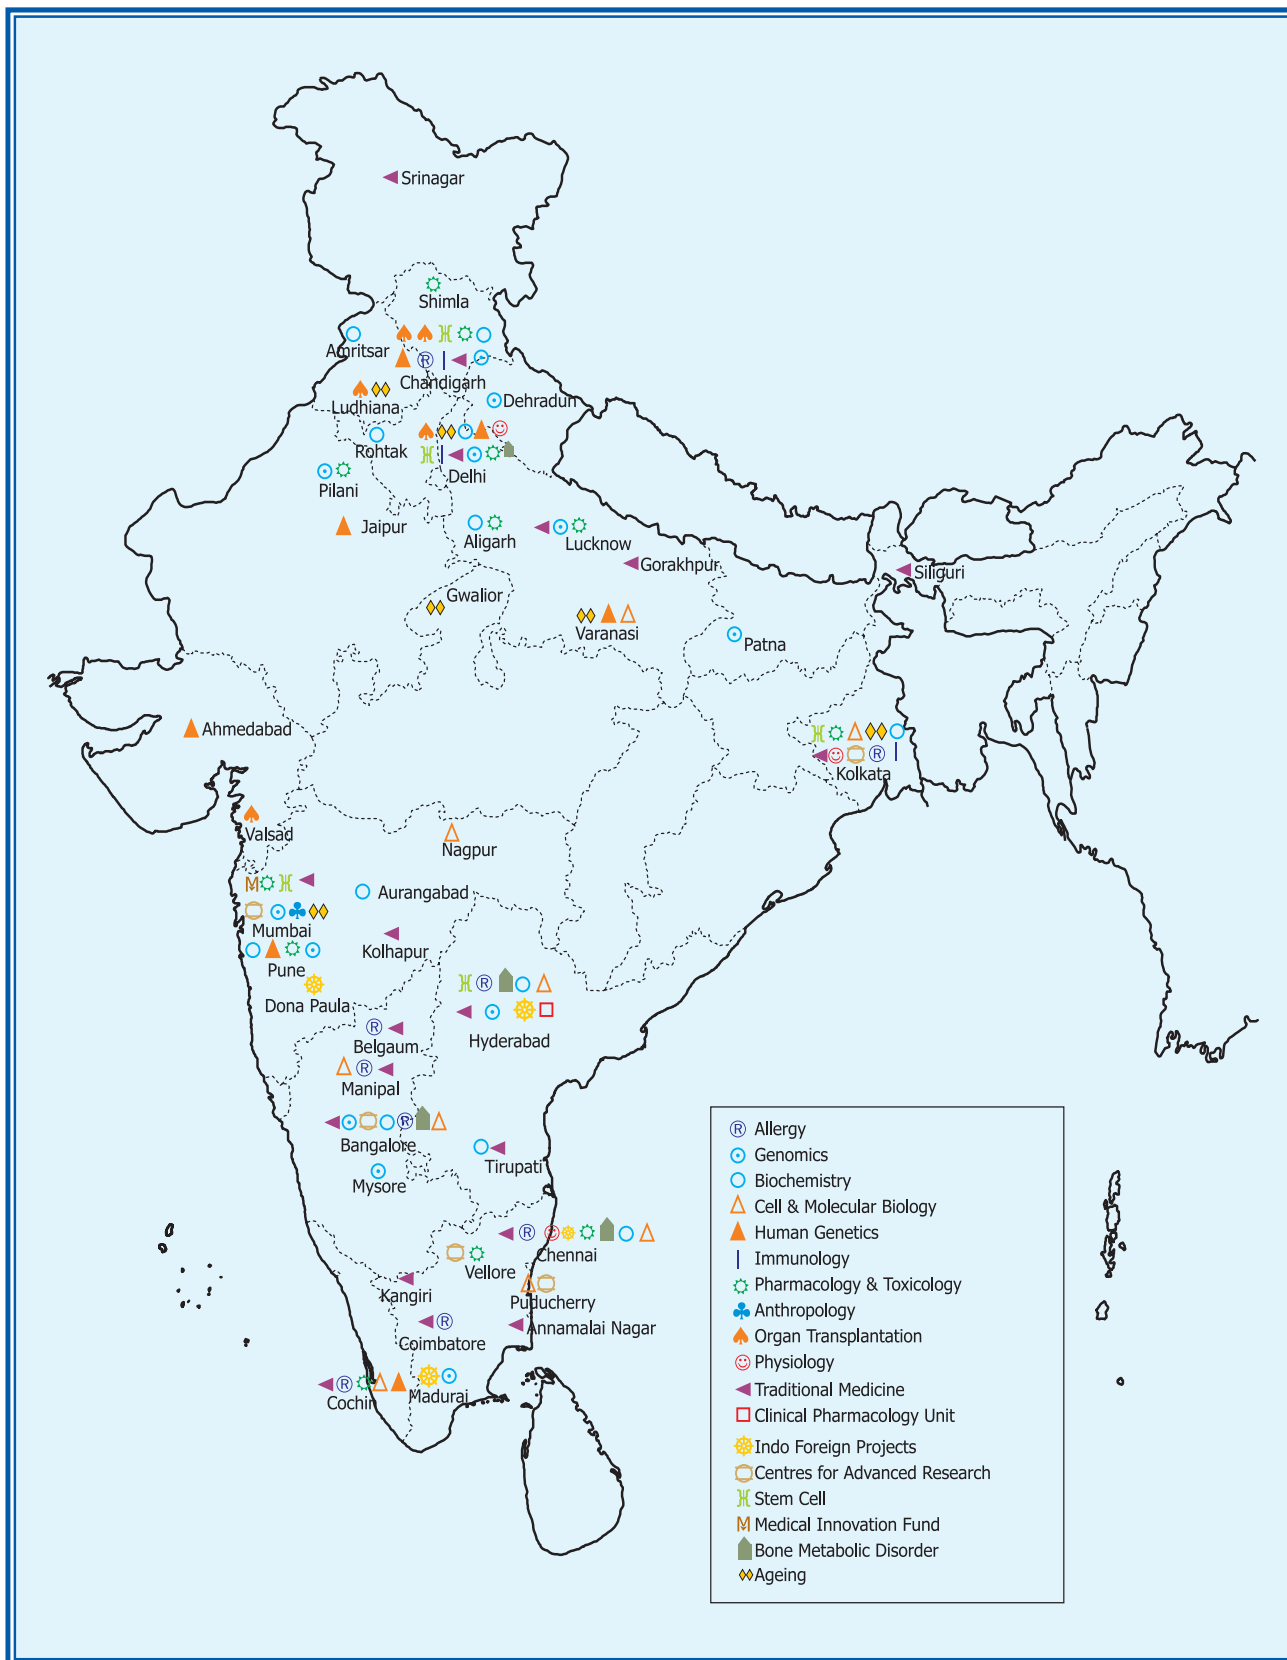 Srinagar
Shimla
Amritsar
Chandigarh
Ludhiana
Dehradun
Rohtak
Delhi
Pilani
Jaipur
Aligarh
Lucknow
Gorakhpur
Siliguri
Gwalior
Varanasi
Patna
Ahmedabad
Kolkata
Valsad
Nagpur
Aurangabad
Mumbai
Kolhapur
Pune
Dona Paula
Hyderabad
Belgaum
Manipal
Bangalore
Tirupati
Mysore
Chennai
Vellore
Kangiri
Puducherry
Annamalai Nagar
Coimbatore
Cochin
Madurai
® Allergy
Genomics
Biochemistry
Cell & Molecular Biology
Human Genetics
Immunology
Pharmacology & Toxicology
Anthropology
Organ Transplantation
Physiology
Traditional Medicine
Clinical Pharmacology Unit
Indo Foreign Projects
Centres for Advanced Research
Stem Cell
M Medical Innovation Fund
Bone Metabolic Disorder
Ageing